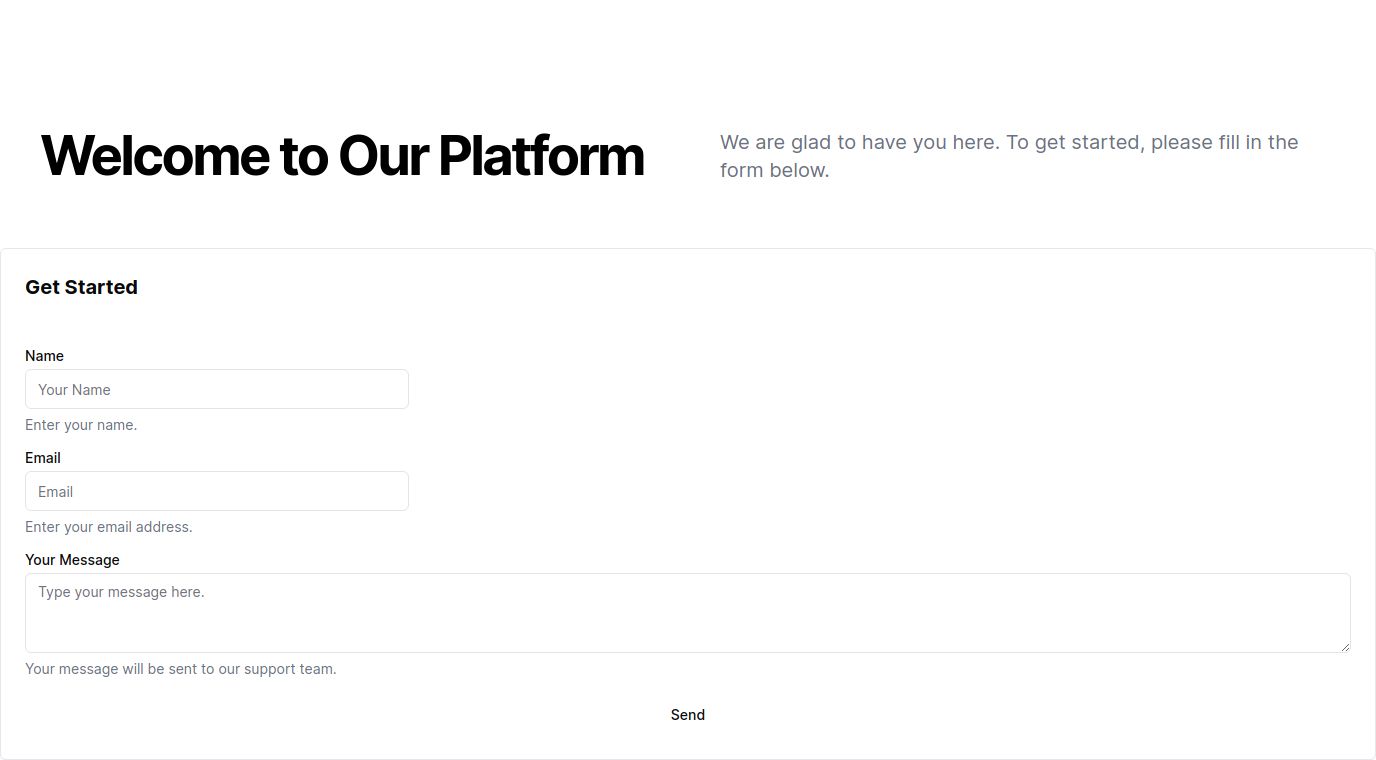 Welcome to Our Platform
We are glad to have you here. To get started, please fill in the
form below.
Get Started
Name
Your Name
Enter your name.
Email
Email
Enter your email address.
Your Message
Type your message here.
Your message will be sent to our support team.
Send